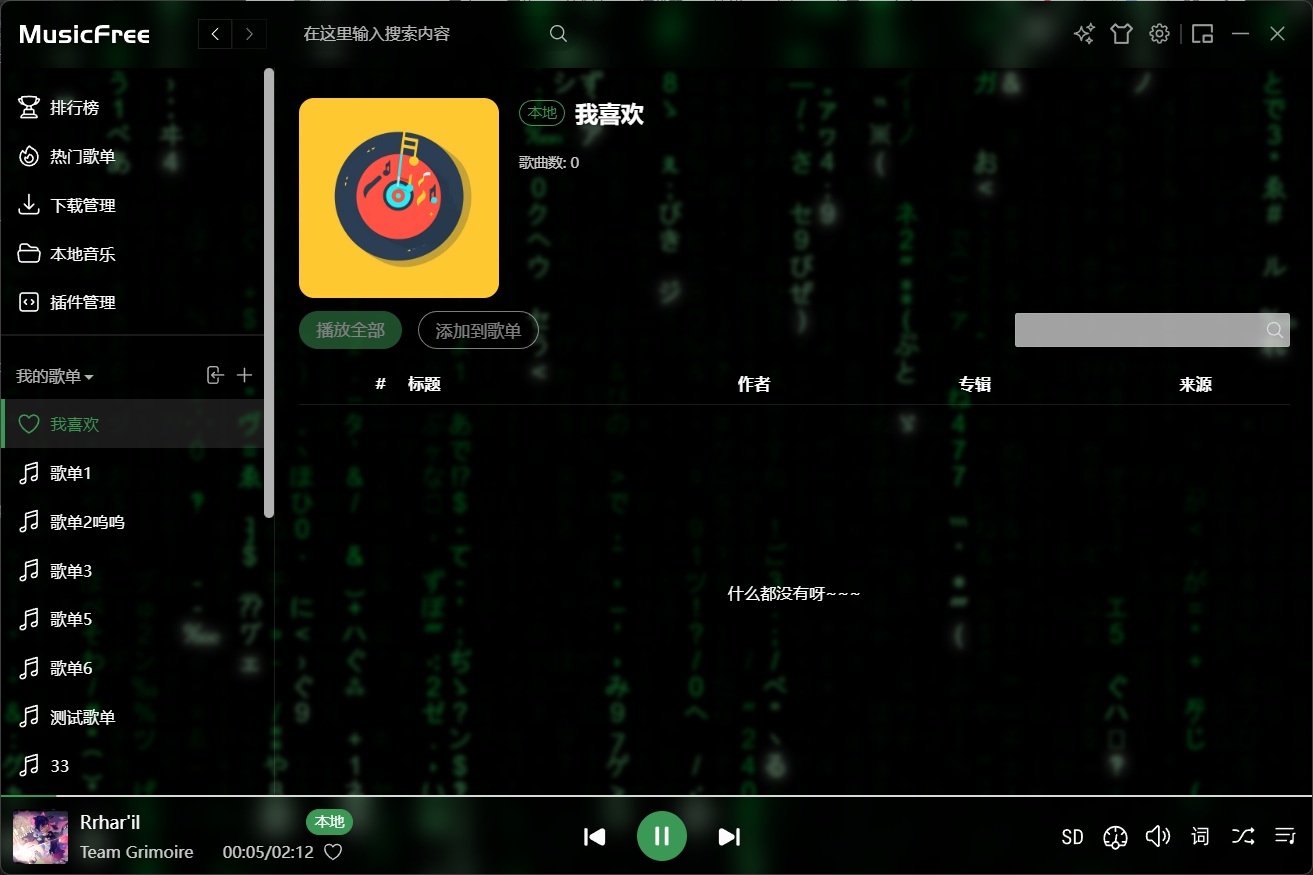 MusicFree
在这里输入搜索内容
排行榜
热门歌单
下载管理
本地音乐
插件管理
我的歌单
我喜欢
歌单1
歌单2呜呜
歌单3
歌单5
歌单6
测试歌单
33
本地 我喜欢
歌曲数: 0
播放全部 添加到歌单
# 标题 作者 专辑 来源
什么都没有呀~~~
Rrhar'il 本地
Team Grimoire 00:05/02:12
SD 词